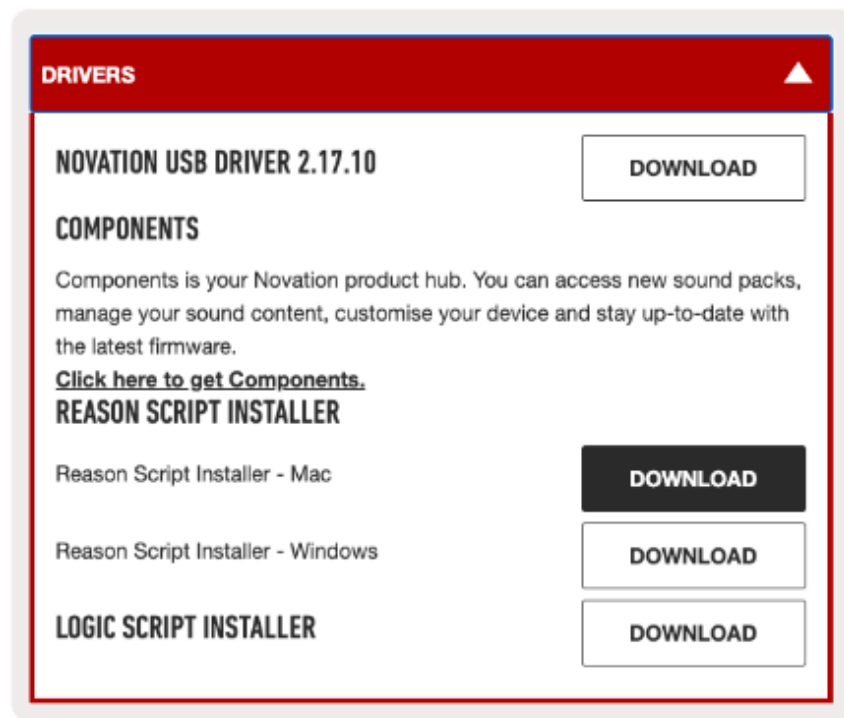 DRIVERS
NOVATION USB DRIVER 2.17.10
DOWNLOAD
COMPONENTS
Components is your Novation product hub. You can access new sound packs,
manage your sound content, customise your device and stay up-to-date with
the latest firmware.
Click here to get Components.
REASON SCRIPT INSTALLER
Reason Script Installer - Mac
DOWNLOAD
Reason Script Installer - Windows
DOWNLOAD
LOGIC SCRIPT INSTALLER
DOWNLOAD